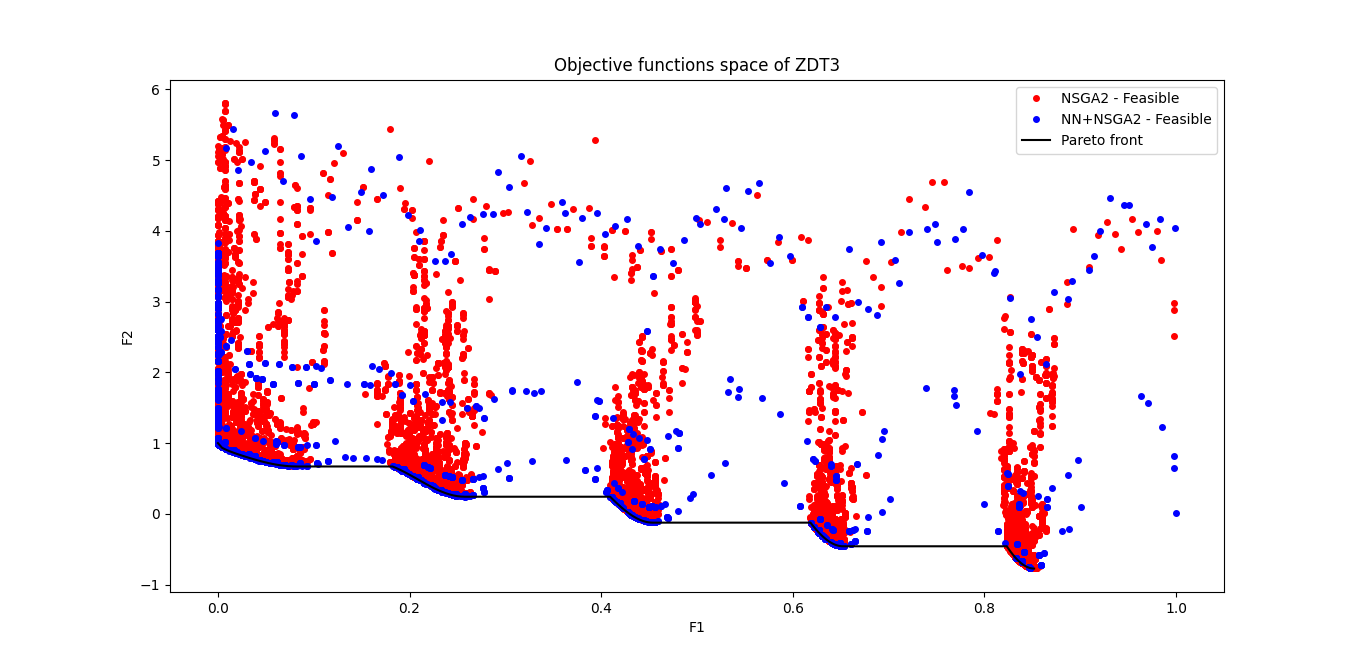 Objective functions space of ZDT3
NSGA2 - Feasible
NN+NSGA2 - Feasible
Pareto front
6
5
4
3
2
1
0
−1
F2
0.0
0.2
0.4
0.6
0.8
1.0
F1